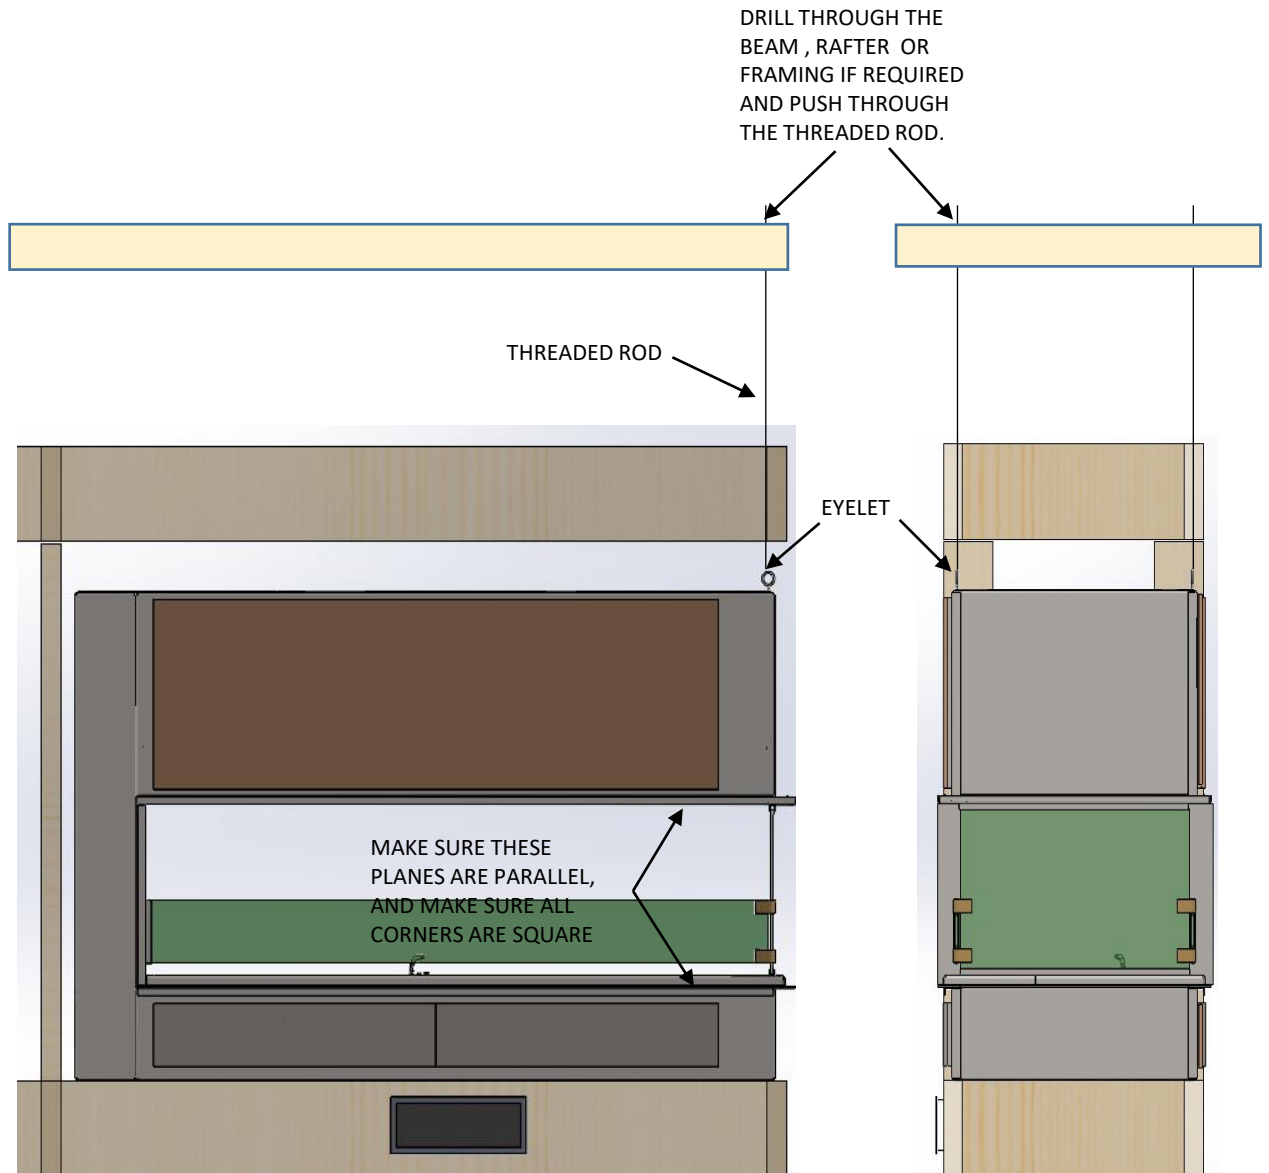 DRILL THROUGH THE
BEAM , RAFTER OR
FRAMING IF REQUIRED
AND PUSH THROUGH
THE THREADED ROD.
THREADED ROD
EYELET
MAKE SURE THESE
PLANES ARE PARALLEL,
AND MAKE SURE ALL
CORNERS ARE SQUARE